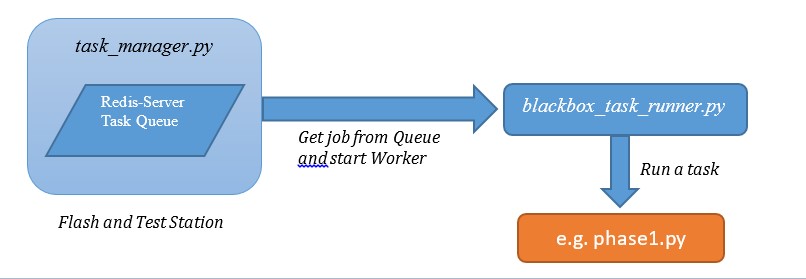 task_manager.py
Redis-Server
Task Queue
Flash and Test Station
Get job from Queue
and start Worker
blackbox_task_runner.py
Run a task
e.g. phase1.py